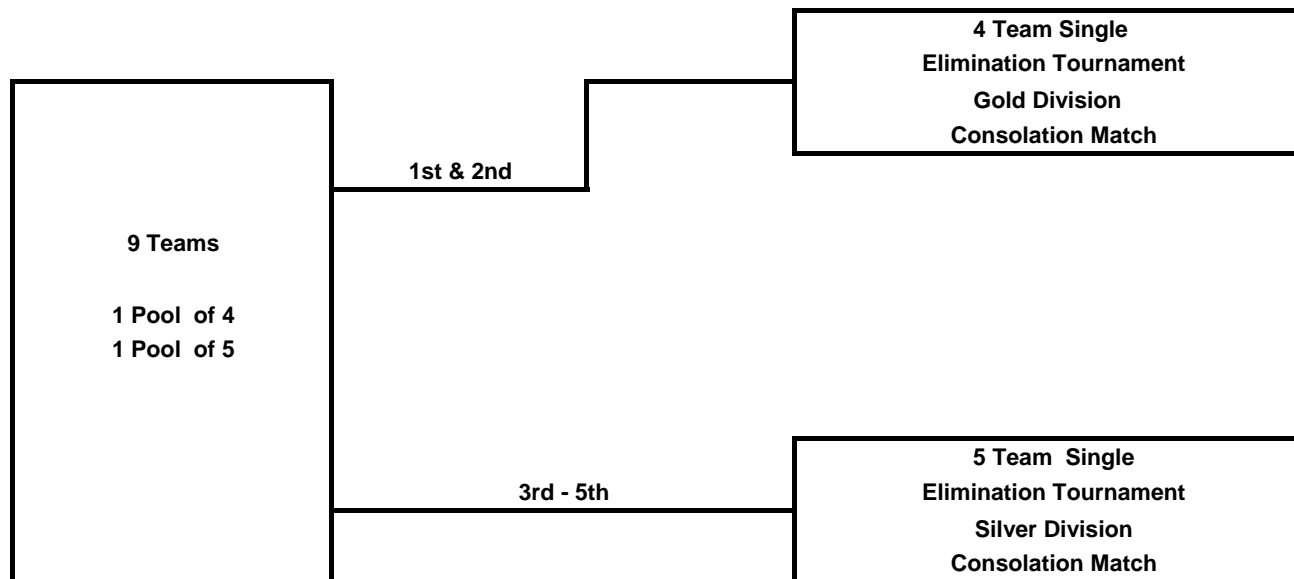 4 Team Single
Elimination Tournament
Gold Division
Consolation Match
1st & 2nd
9 Teams
1 Pool of 4
1 Pool of 5
3rd - 5th
5 Team Single
Elimination Tournament
Silver Division
Consolation Match